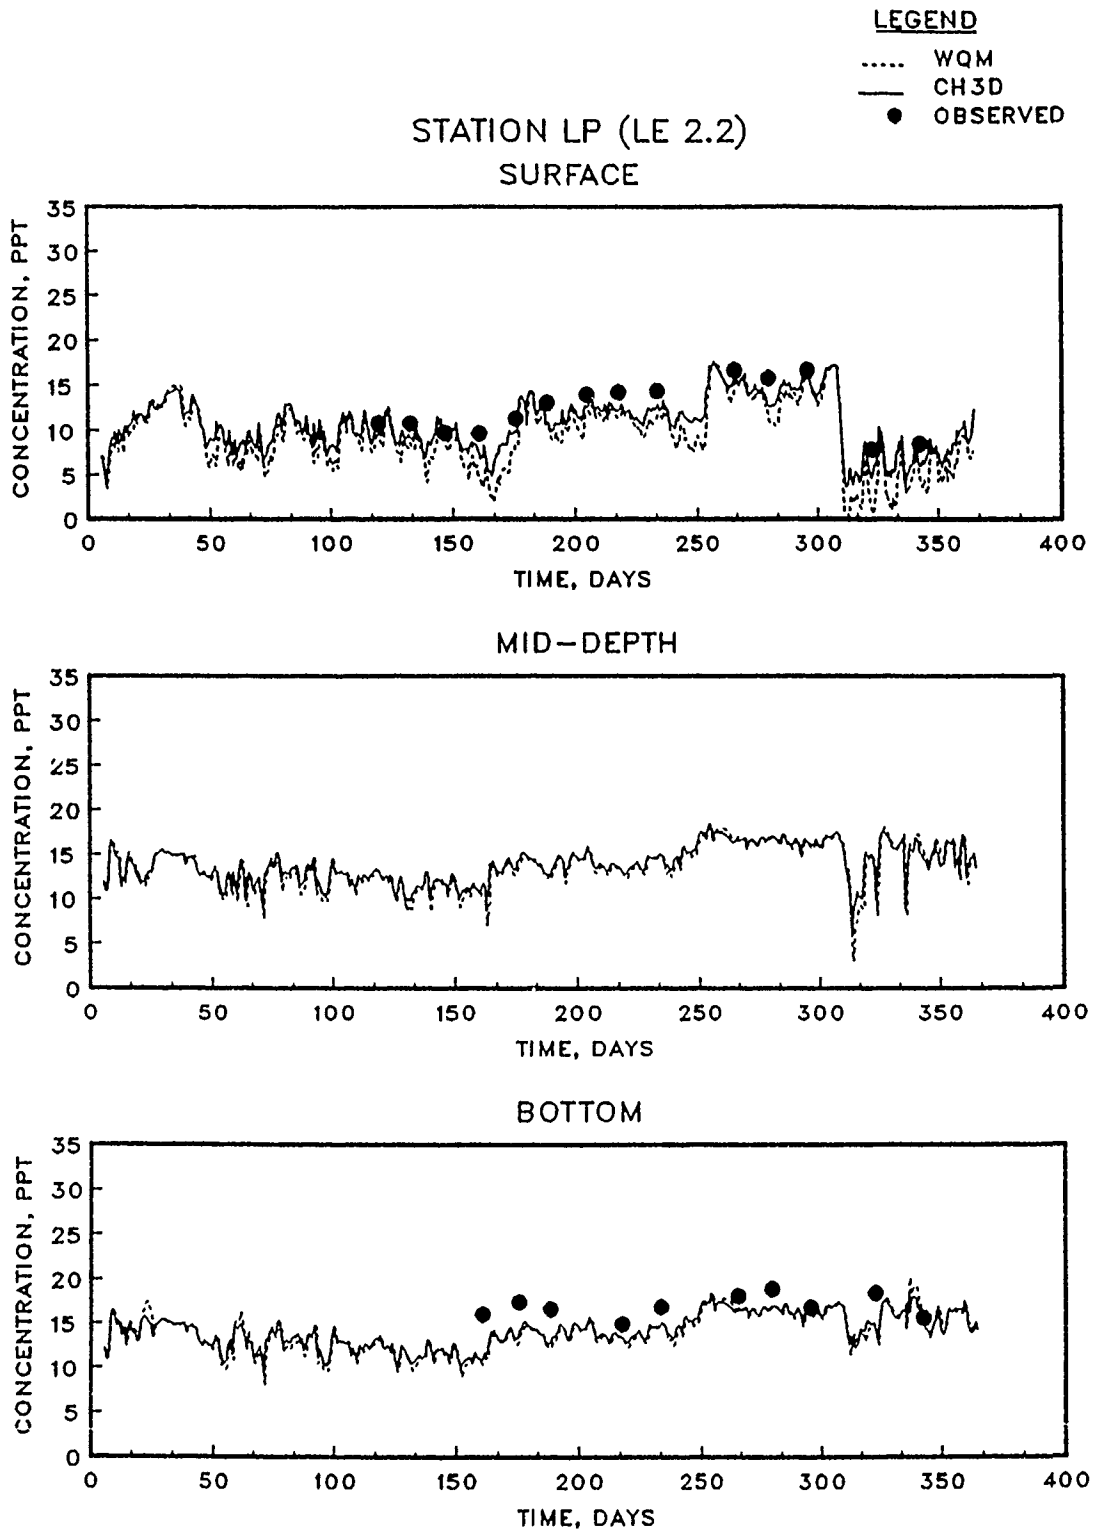 LEGEND
WQM
CH3D
OBSERVED
STATION LP (LE 2.2)
SURFACE
CONCENTRATION, PPT
35
30
25
20
15
10
5
0
0 50 100 150 200 250 300 350 400
TIME, DAYS
MID-DEPTH
CONCENTRATION, PPT
35
30
25
20
15
10
5
0
0 50 100 150 200 250 300 350 400
TIME, DAYS
BOTTOM
CONCENTRATION, PPT
35
30
25
20
15
10
5
0
0 50 100 150 200 250 300 350 400
TIME, DAYS